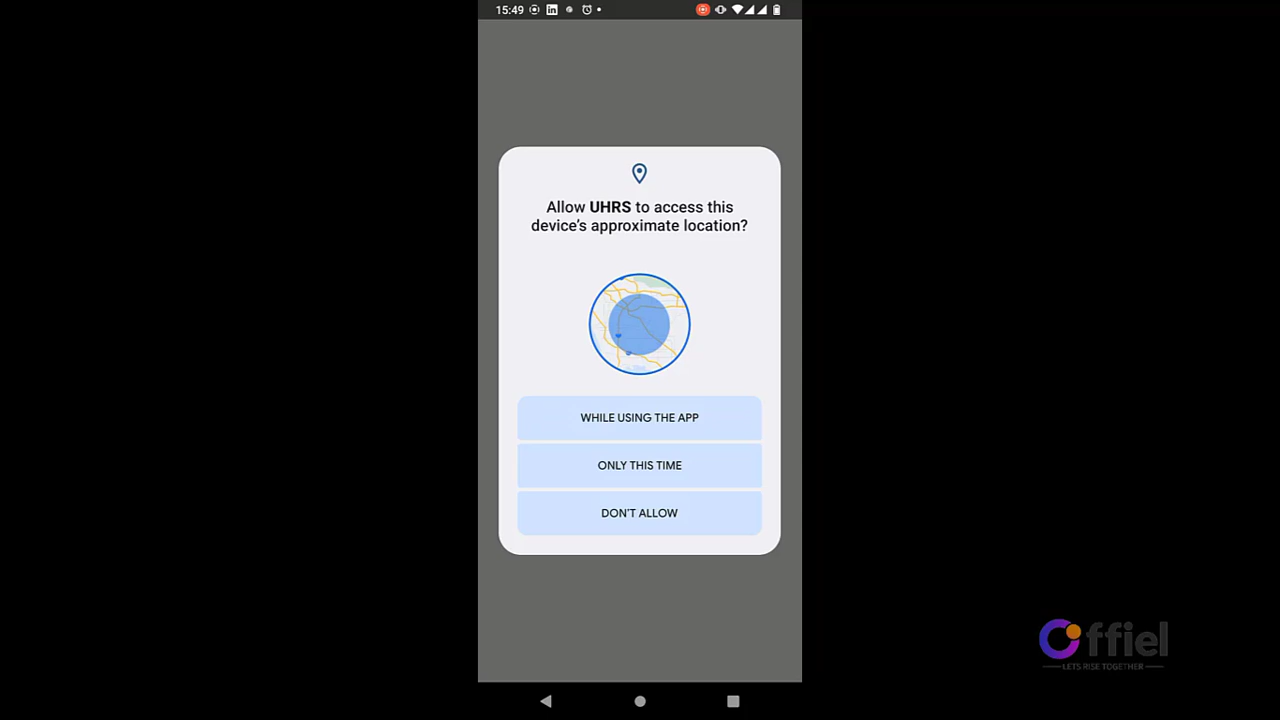 15:49
Allow UHRS to access this
device's approximate location?
WHILE USING THE APP
ONLY THIS TIME
DON'T ALLOW
Offiel
LETS RISE TOGETHER